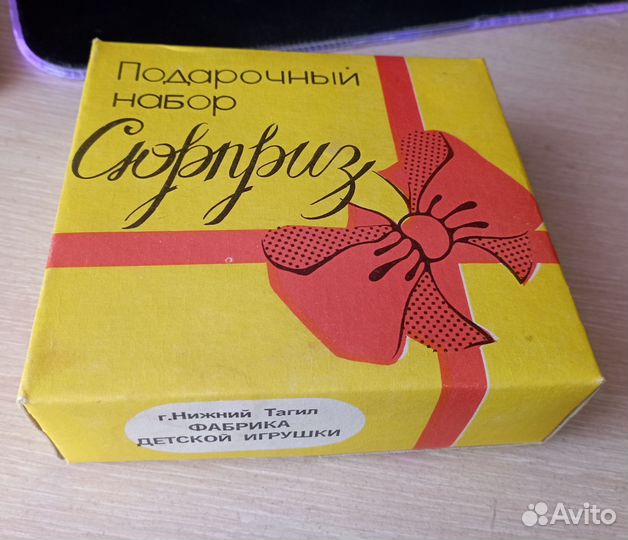 Подарочный
набор
Сюрприз
г.Нижний Тагил
ФАБРИКА
ДЕТСКОЙ ИГРУШКИ
Avito